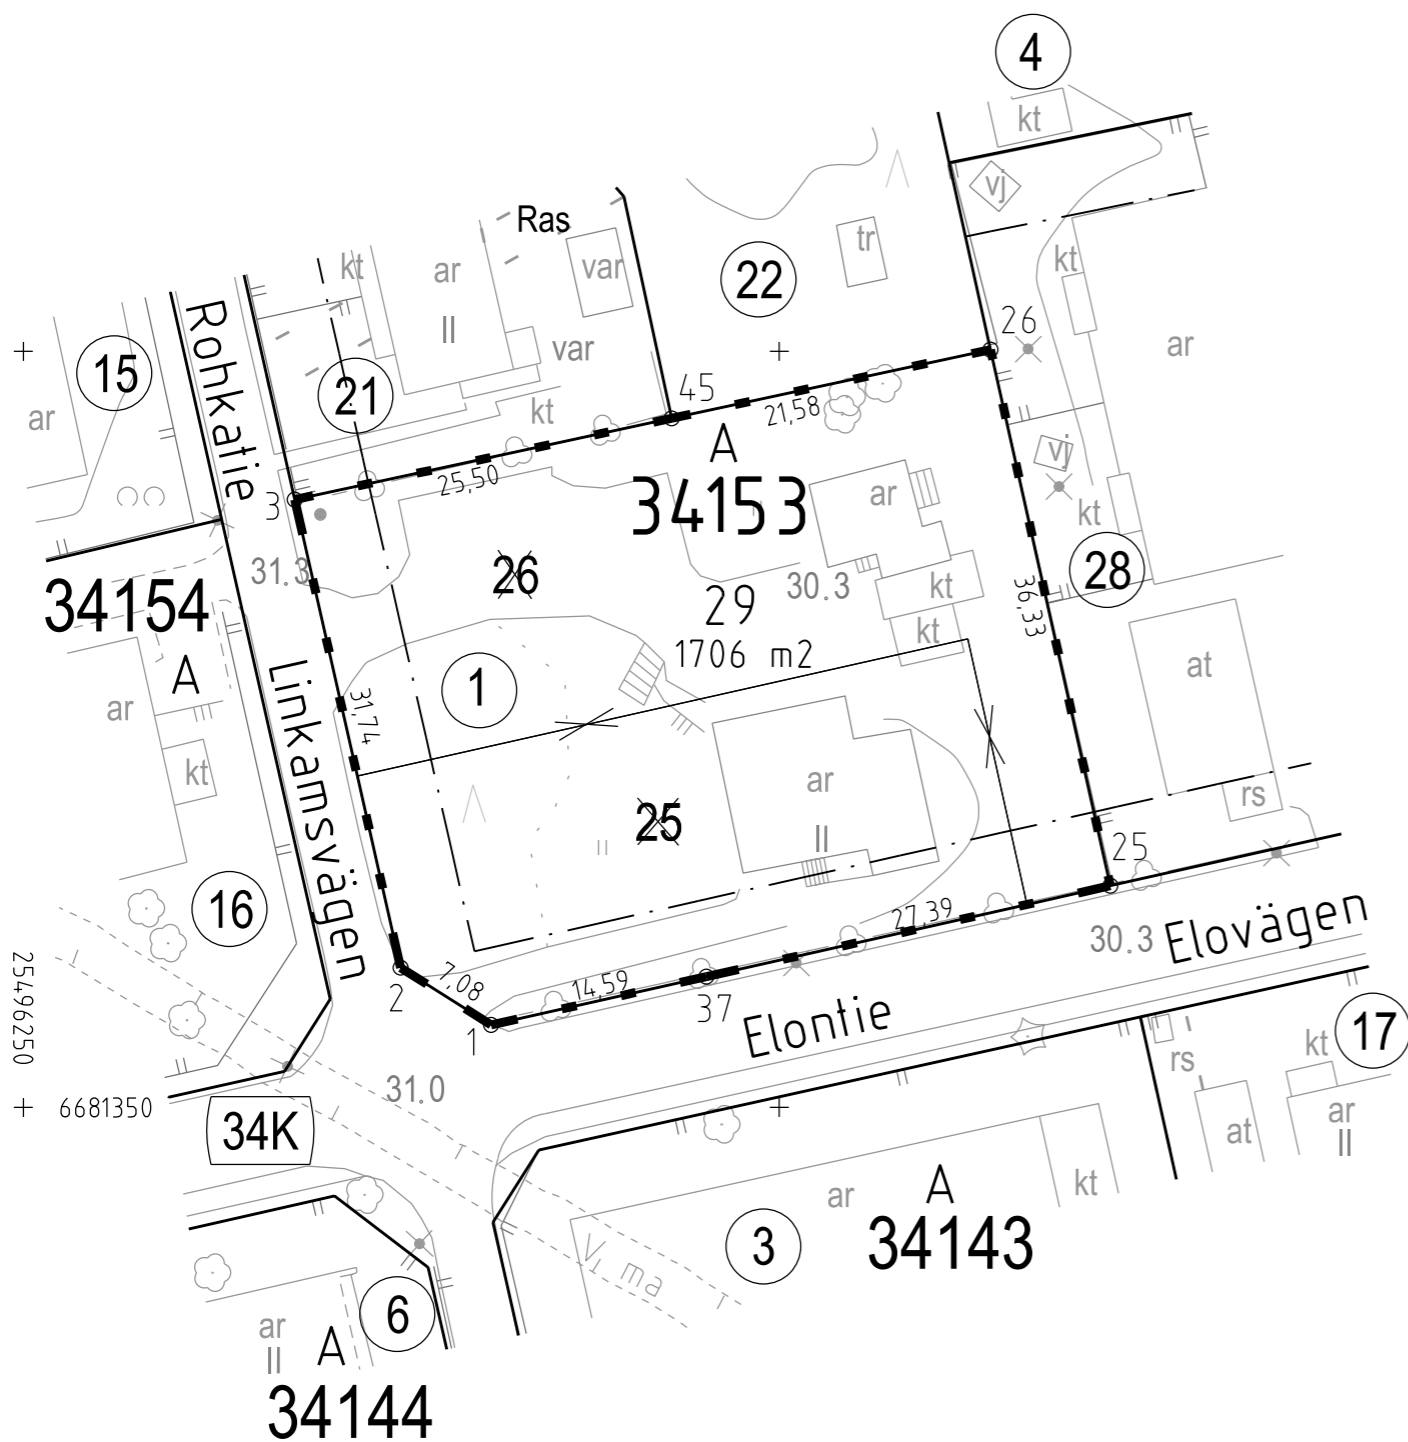 4
kt
vj
Ras
kt
ar
II
var
tr
22
kt
26
ar
15
ar
Rohkatie
21
var
45
21,58
kt
A
34153
25,50
3
ar
vj
kt
28
31.3
26
30.3
kt
29
1706 m2
kt
36,33
34154
A
ar
kt
Linkamsvägen
31,74
1
at
rs
25
ar
II
II
25
16
27,39
30.3
Elovägen
2
7,08
14,59
37
Elontie
1
25496250
6681350
31.0
34K
17
rs
kt
at
ar
II
kt
ar
A
34143
3
V ma
6
ar
II
A
34144